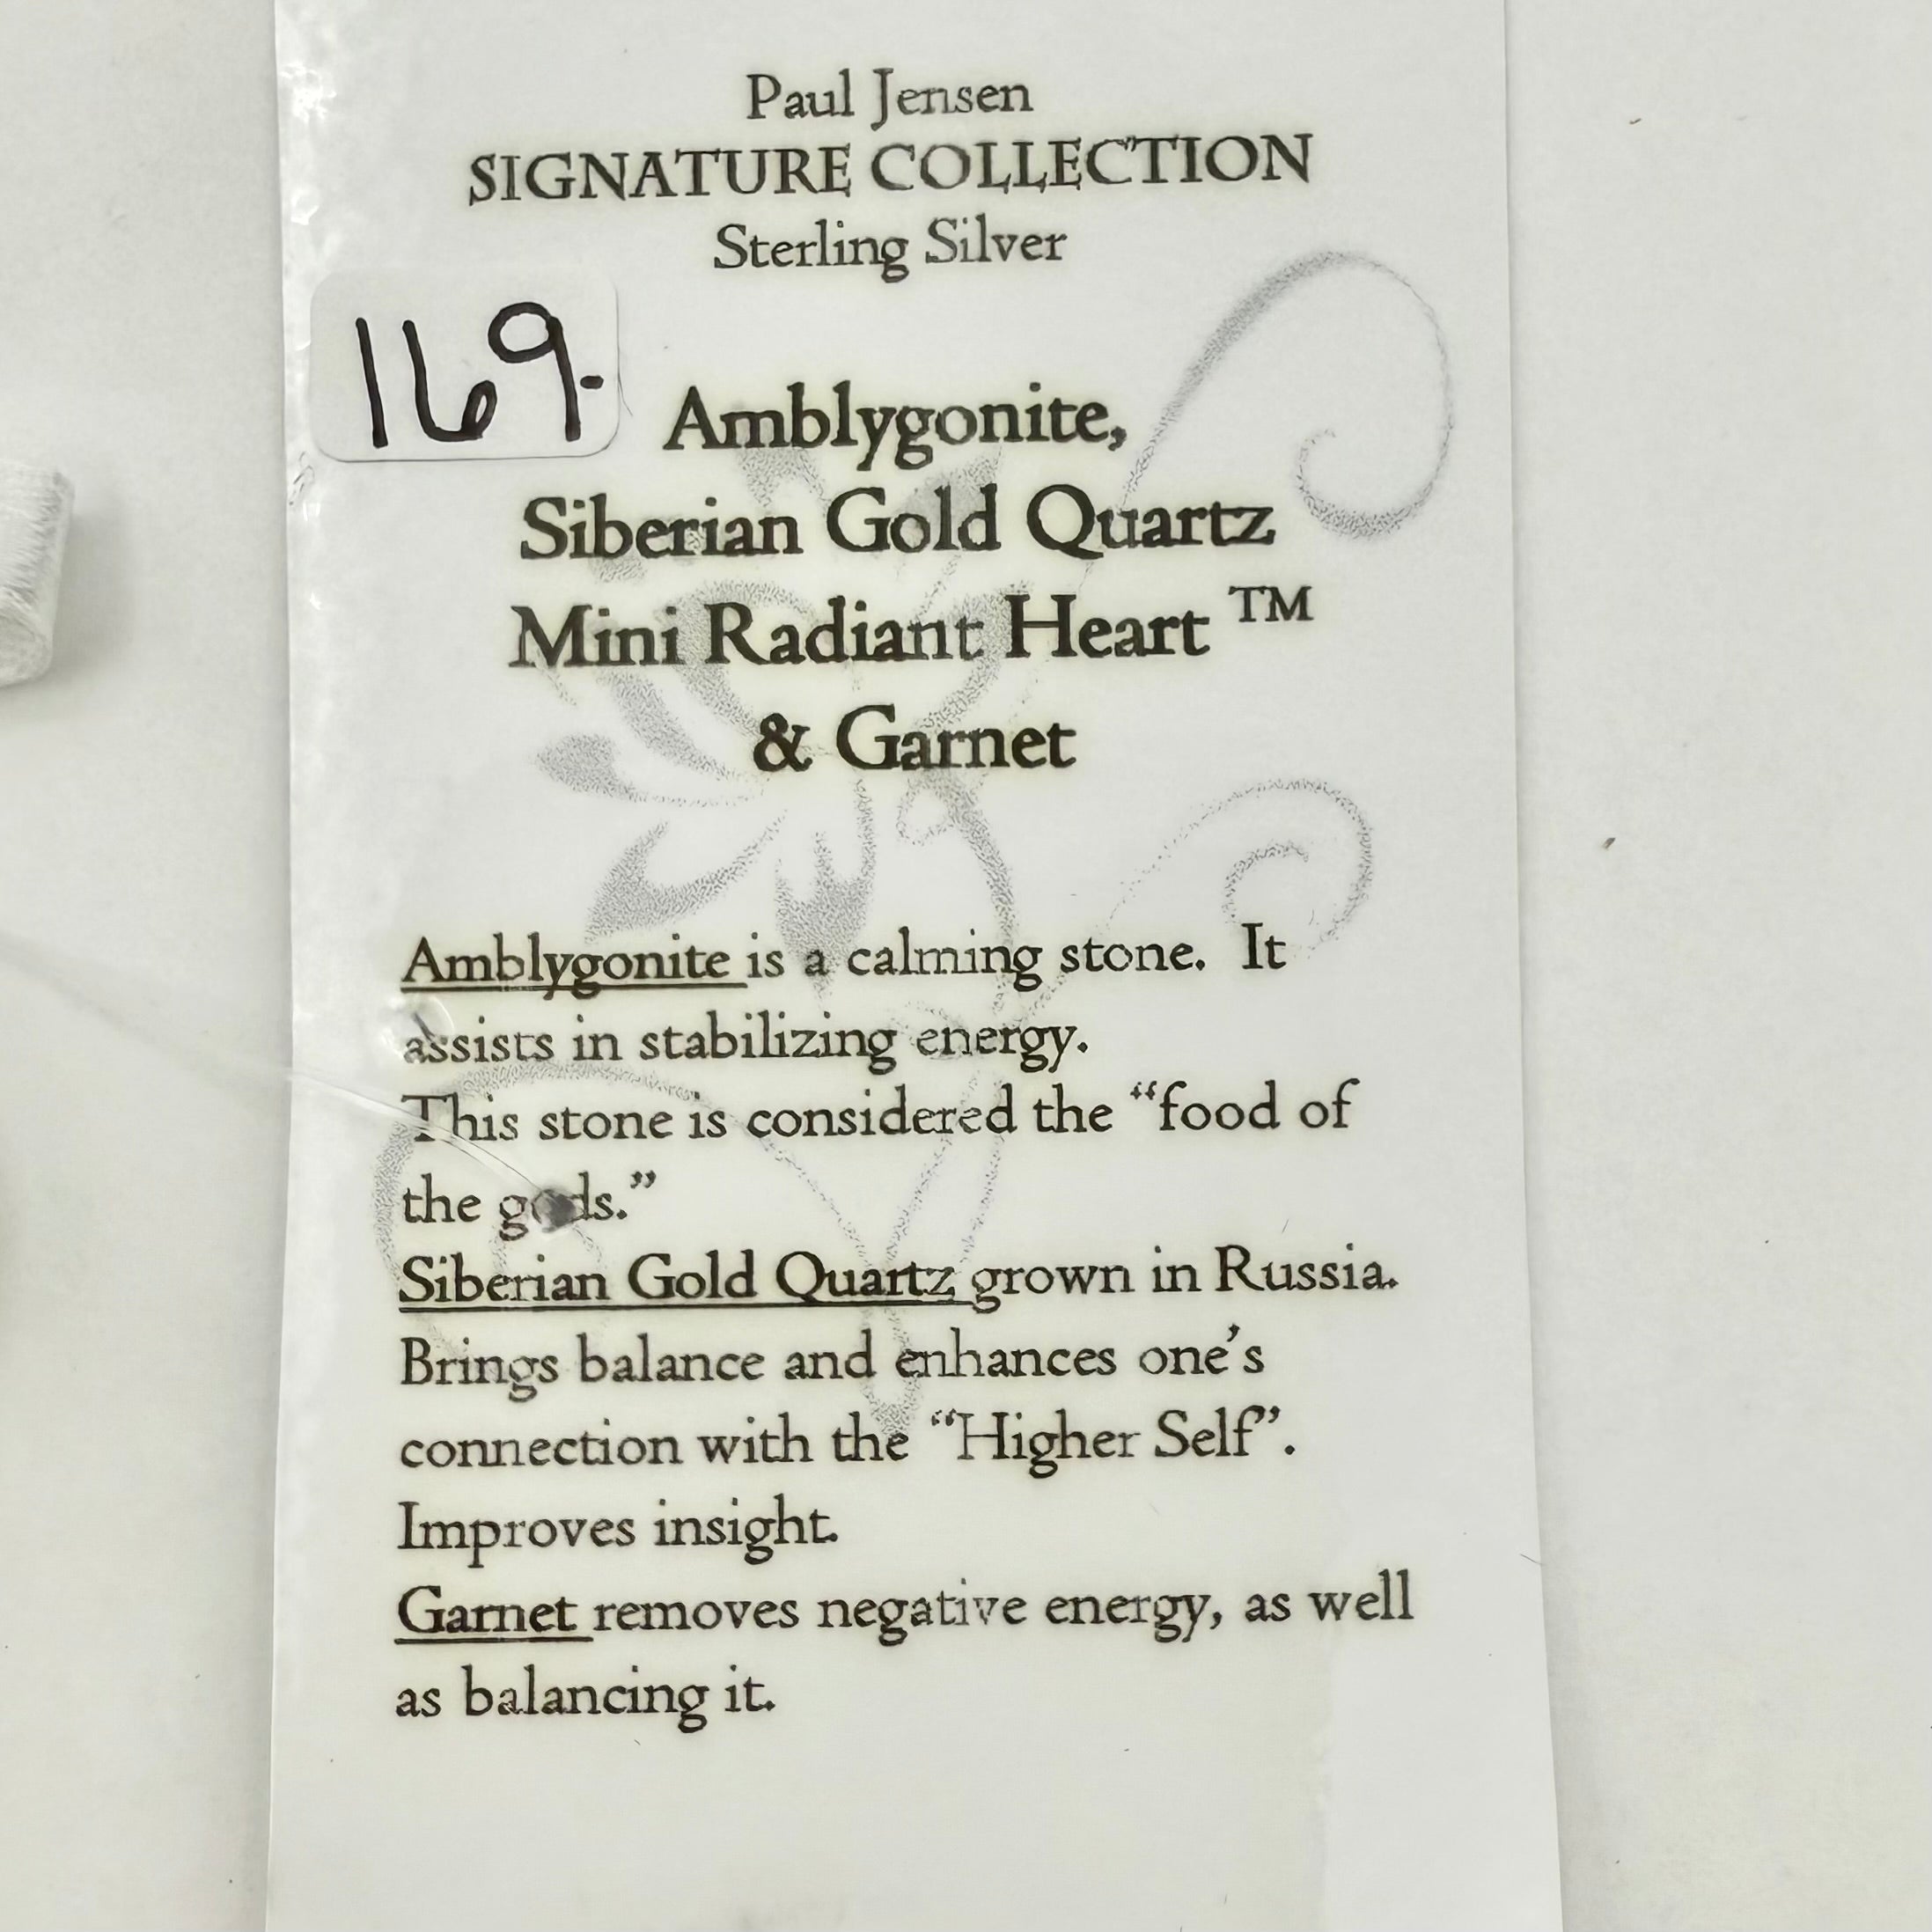 Paul Jensen
SIGNATURE COLLECTION
Sterling Silver
169.
Amblygonite,
Siberian Gold Quartz
Mini Radiant Heart ™
& Garnet
Amblygonite is a calming stone. It
assists in stabilizing energy.
This stone is considered the “food of
the gods.”
Siberian Gold Quartz grown in Russia.
Brings balance and enhances one's
connection with the “Higher Self”.
Improves insight.
Garnet removes negative energy, as well
as balancing it.